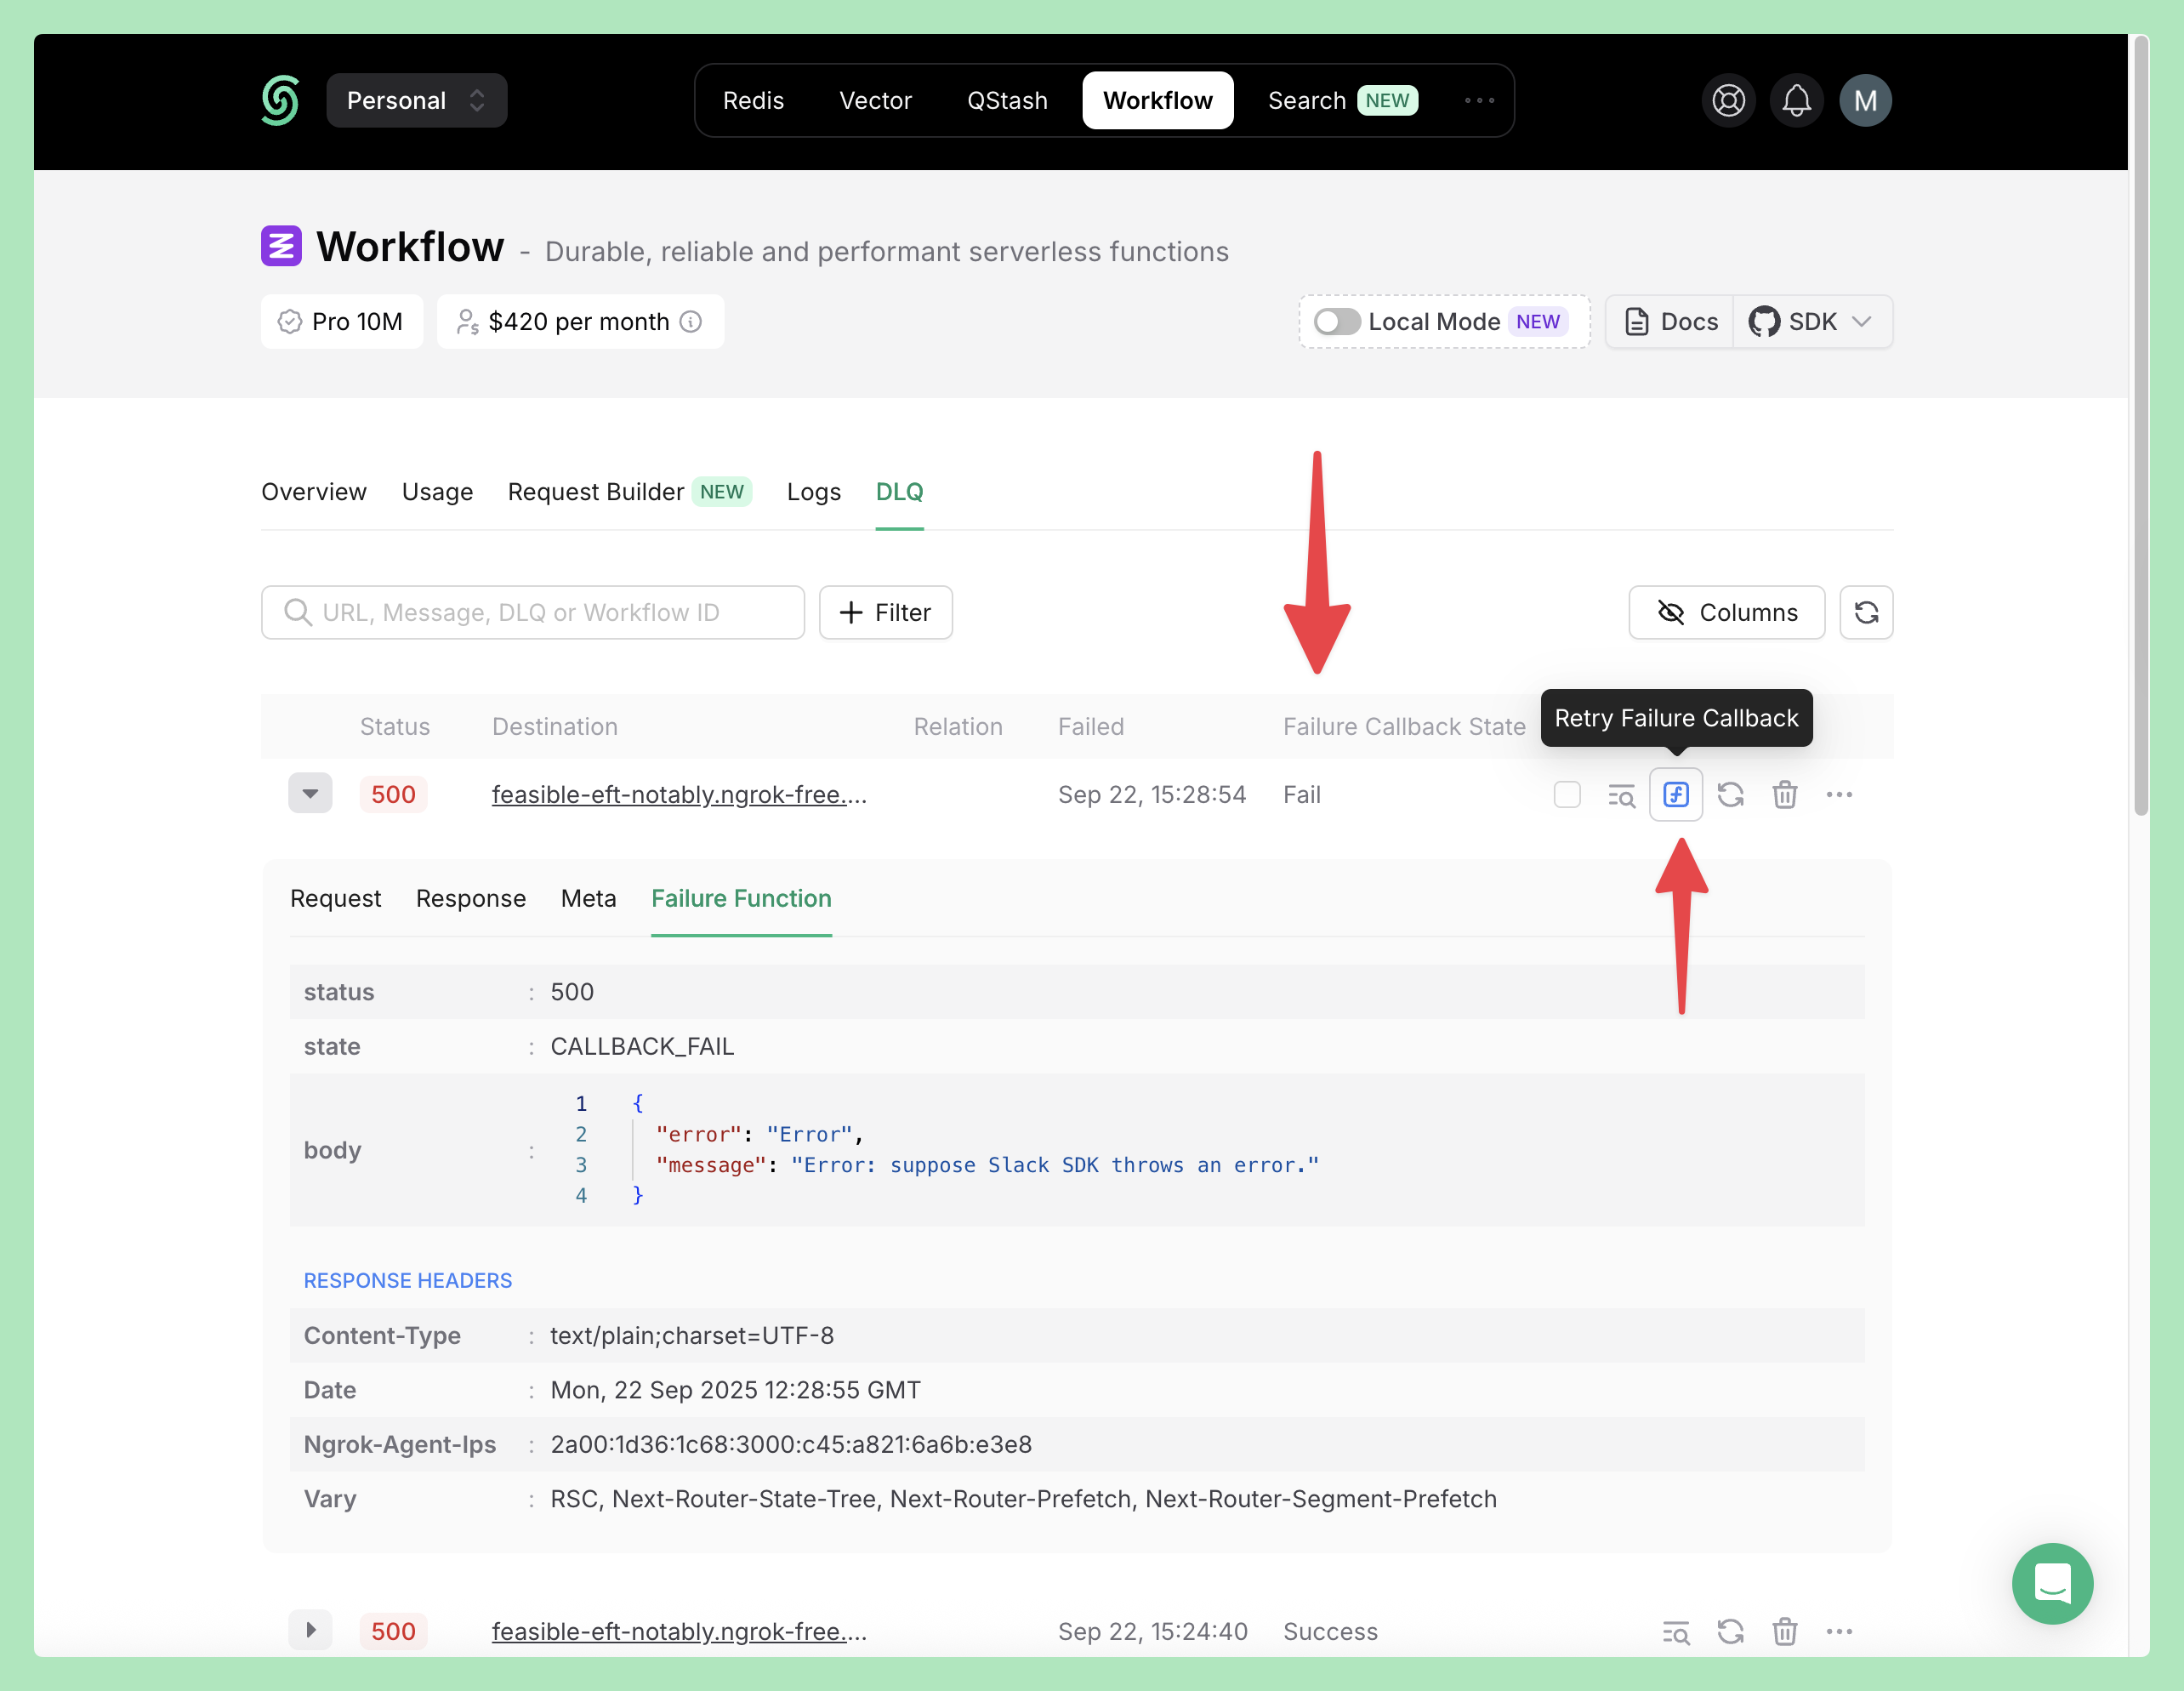 Personal
Redis Vector QStash Workflow Search NEW
M
Workflow - Durable, reliable and performant serverless functions
Pro 10M $420 per month Local Mode NEW Docs SDK
Overview Usage Request Builder NEW Logs DLQ
URL, Message, DLQ or Workflow ID Filter Columns
Retry Failure Callback
Status Destination Relation Failed Failure Callback State
500 feasible-eft-notably.ngrok-free.... Sep 22, 15:28:54 Fail
Request Response Meta Failure Function
status : 500
state : CALLBACK_FAIL
body :
1 {
2 "error": "Error",
3 "message": "Error: suppose Slack SDK throws an error."
4 }
RESPONSE HEADERS
Content-Type : text/plain;charset=UTF-8
Date : Mon, 22 Sep 2025 12:28:55 GMT
Ngrok-Agent-Ips : 2a00:1d36:1c68:3000:c45:a821:6a6b:e3e8
Vary : RSC, Next-Router-State-Tree, Next-Router-Prefetch, Next-Router-Segment-Prefetch
500 feasible-eft-notably.ngrok-free.... Sep 22, 15:24:40 Success